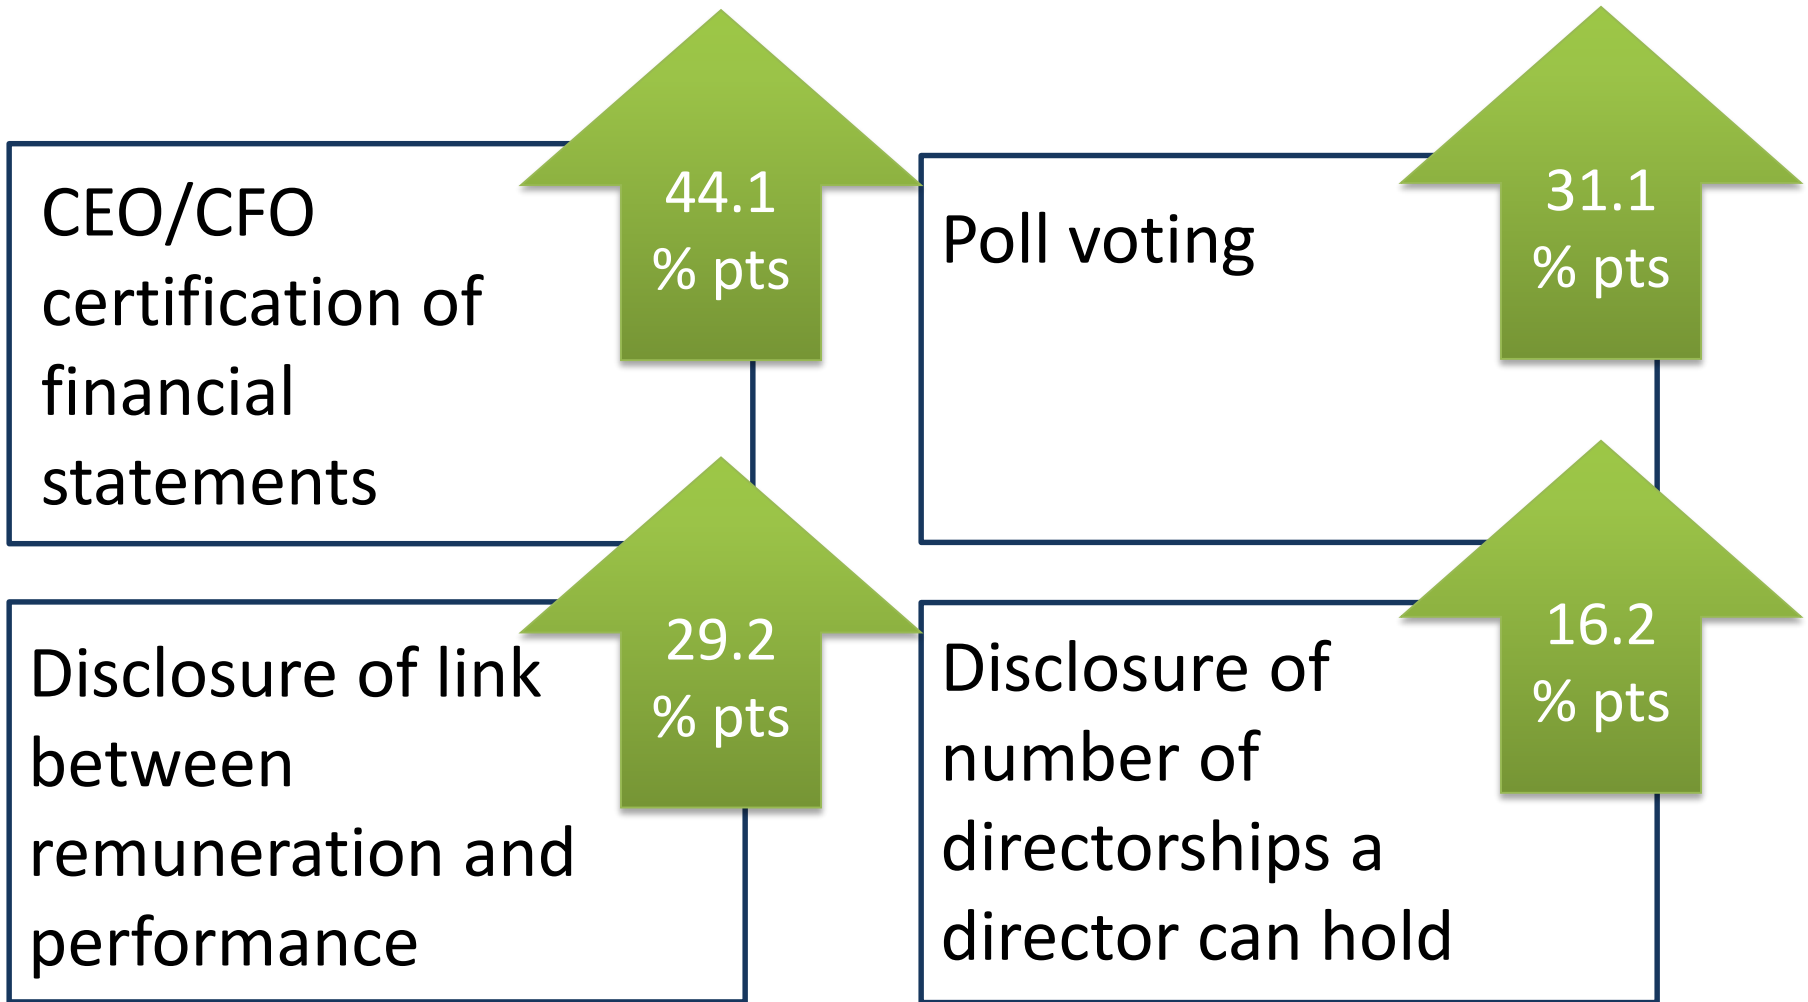 CEO/CFO
certification of
financial
statements
44.1
% pts
Poll voting
31.1
% pts
Disclosure of link
between
remuneration and
performance
29.2
% pts
Disclosure of
number of
directorships a
director can hold
16.2
% pts